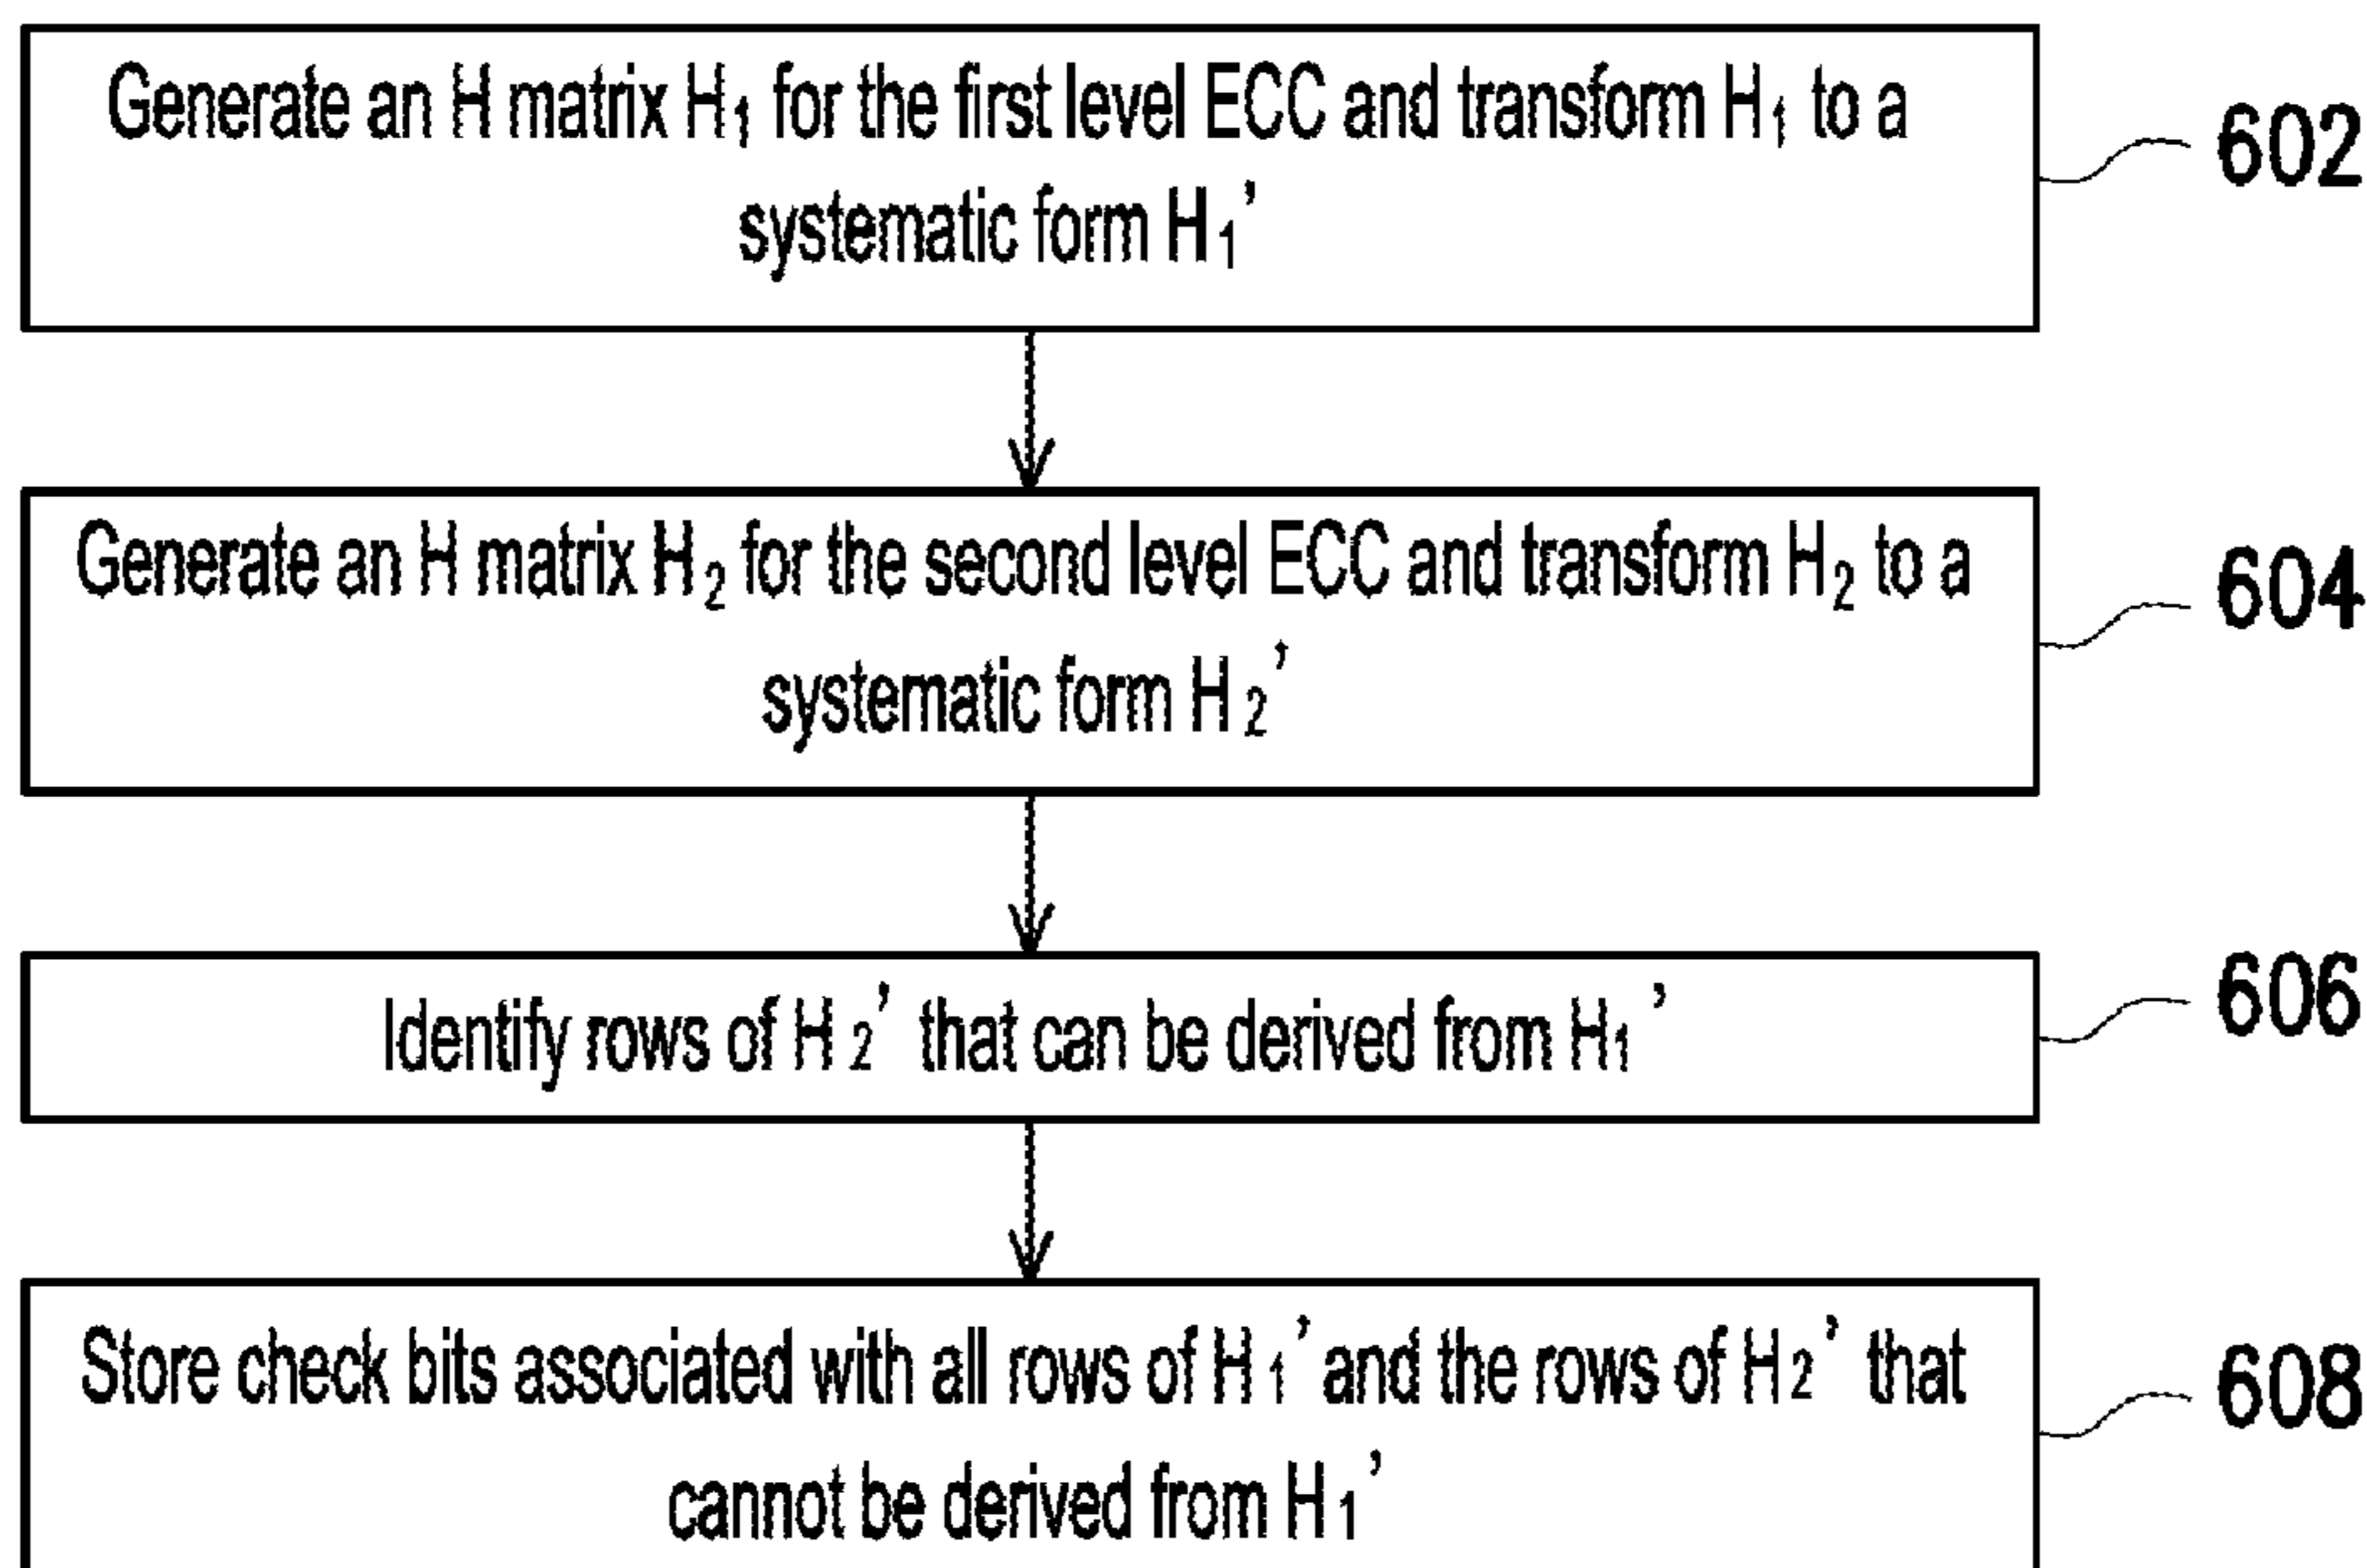 Generate an H matrix H₁ for the first level ECC and transform H₁ to a
systematic form H₁’
602
Generate an H matrix H₂ for the second level ECC and transform H₂ to a
systematic form H₂’
604
Identify rows of H₂’ that can be derived from H₁’
606
Store check bits associated with all rows of H₁’ and the rows of H₂’ that
cannot be derived from H₁’
608